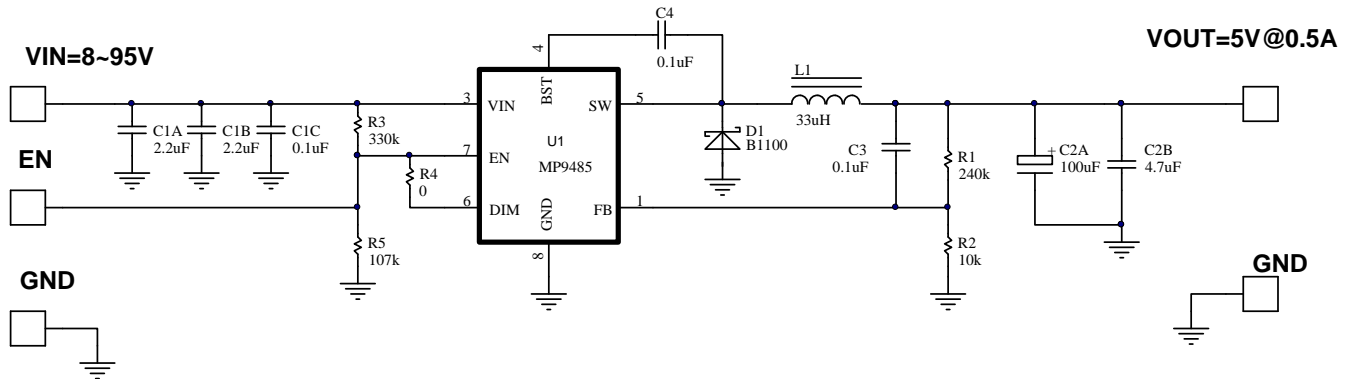 C4
VIN=8~95V
VOUT=5V@0.5A
4
0.1uF
BST
L1
3
VIN
SW
5
33uH
C1A
2.2uF
C1B
2.2uF
C1C
0.1uF
R3
330k
U1
MP9485
D1
B1100
C3
0.1uF
R1
240k
+
C2A
100uF
C2B
4.7uF
EN
7
EN
R4
0
6
DIM
GND
FB
1
R5
107k
8
R2
10k
GND
GND